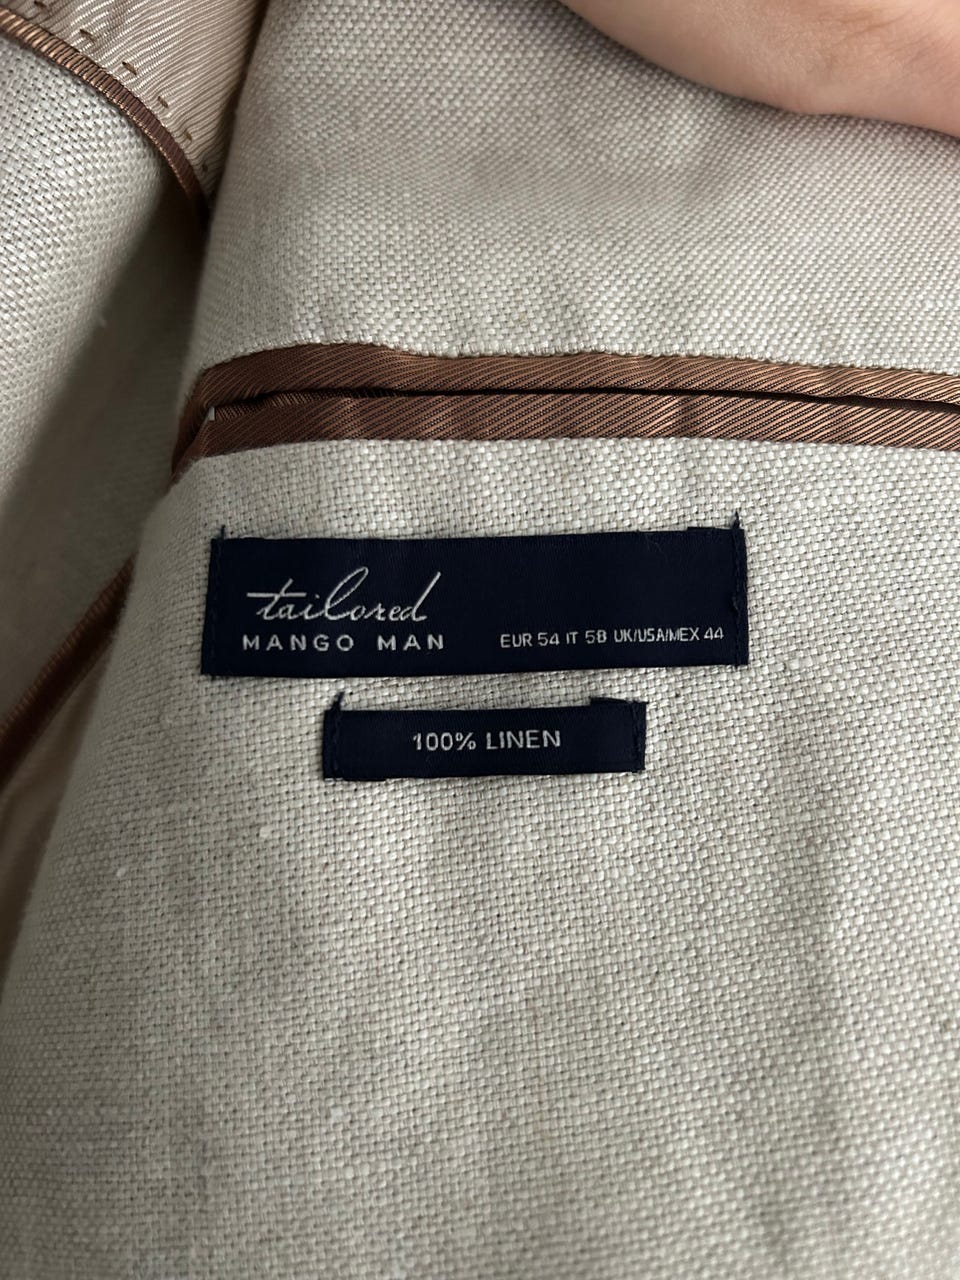 tailored
MANGO MAN
EUR 54 IT 58 UK/USA/MEX 44
100% LINEN